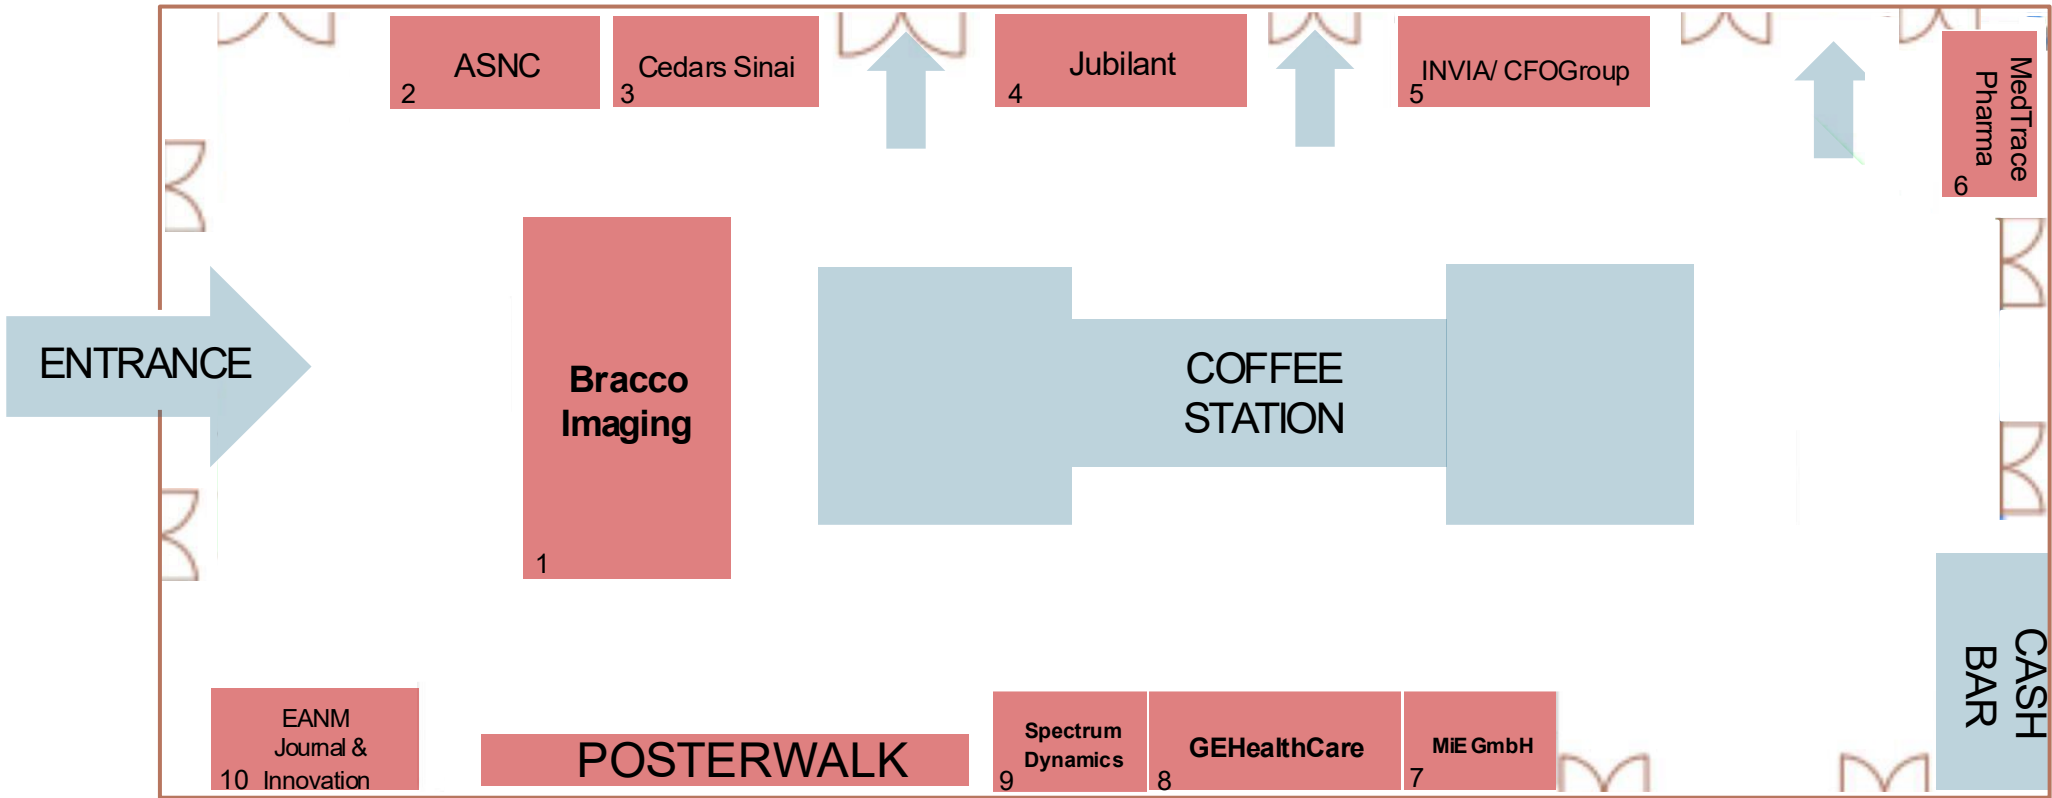 ASNC
2
Cedars Sinai
3
Jubilant
4
INVIA/ CFOGroup
5
MedTrace
Pharma
6
ENTRANCE
Bracco
Imaging
1
COFFEE
STATION
CASH
BAR
EANM
Journal &
10 Innovation
POSTERWALK
Spectrum
Dynamics
9
GEHealthCare
8
MiE GmbH
7